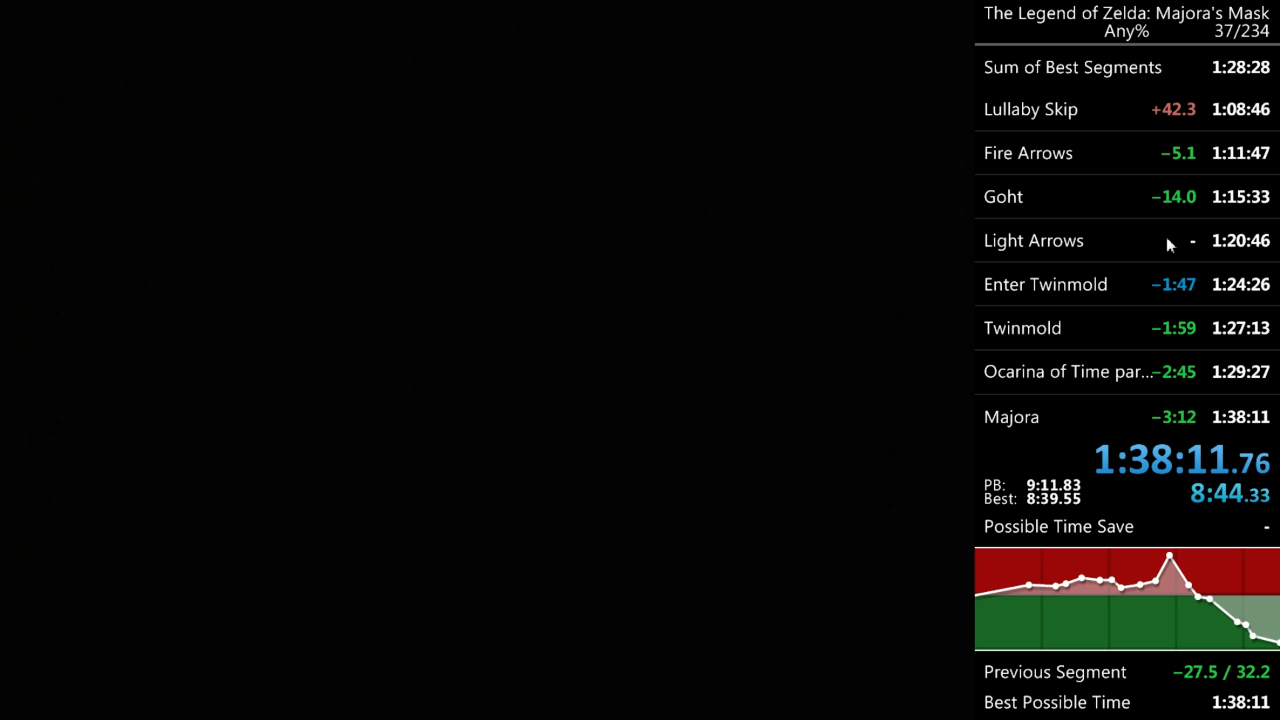 The Legend of Zelda: Majora's Mask
Any% 37/234
Sum of Best Segments 1:28:28
Lullaby Skip +42.3 1:08:46
Fire Arrows −5.1 1:11:47
Goht −14.0 1:15:33
Light Arrows - 1:20:46
Enter Twinmold −1:47 1:24:26
Twinmold −1:59 1:27:13
Ocarina of Time par... −2:45 1:29:27
Majora −3:12 1:38:11
1:38:11.76
PB: 9:11.83
Best: 8:39.55 8:44.33
Possible Time Save -
Previous Segment −27.5 / 32.2
Best Possible Time 1:38:11